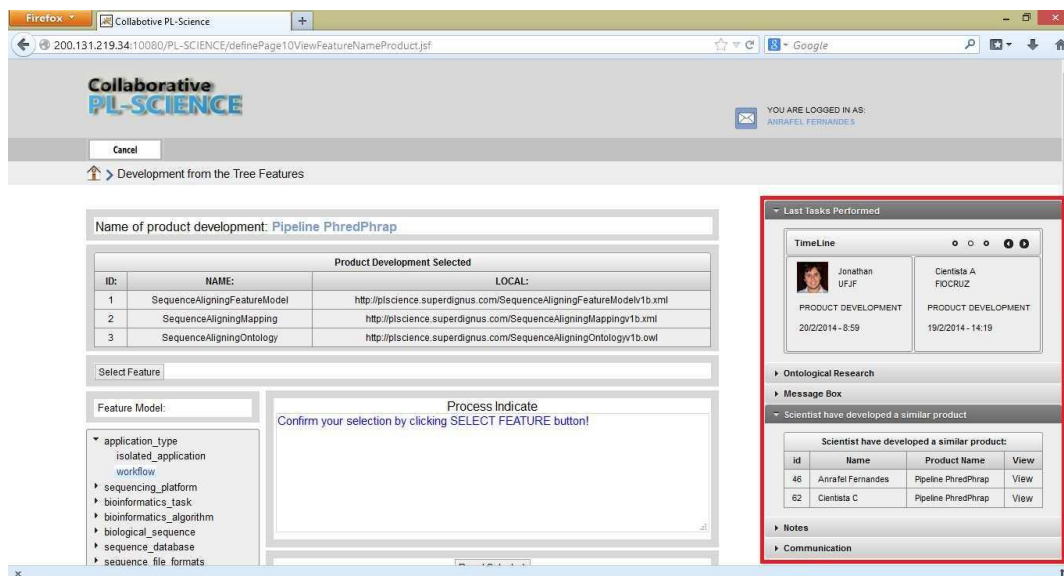 Firefox
Collabotive PL-Science
+
200.131.219.34:10080/PL-SCIENCE/definePage10ViewFeatureNameProduct.jsf
Google
Collaborative
PL-SCIENCE
YOU ARE LOGGED IN AS:
ANRAFEL FERNANDES
Cancel
Development from the Tree Features
Name of product development: Pipeline PhredPhrap
Product Development Selected
ID: NAME: LOCAL:
1 SequenceAligningFeatureModel http://plscience.superdignus.com/SequenceAligningFeatureModelv1b.xml
2 SequenceAligningMapping http://plscience.superdignus.com/SequenceAligningMappingv1b.xml
3 SequenceAligningOntology http://plscience.superdignus.com/SequenceAligningOntologyv1b.owl
Select Feature
Feature Model:
application_type
isolated_application
workflow
sequencing_platform
bioinformatics_task
bioinformatics_algorithm
biological_sequence
sequence_database
sequence_file_formats
Process Indicate
Confirm your selection by clicking SELECT FEATURE button!
Last Tasks Performed
TimeLine
Jonathan
UFJF
PRODUCT DEVELOPMENT
20/2/2014 - 8:59
Cientista A
FIOCRUZ
PRODUCT DEVELOPMENT
19/2/2014 - 14:19
Ontological Research
Message Box
Scientist have developed a similar product
Scientist have developed a similar product:
id Name Product Name View
46 Anrafel Fernandes Pipeline PhredPhrap View
62 Cientista C Pipeline PhredPhrap View
Notes
Communication